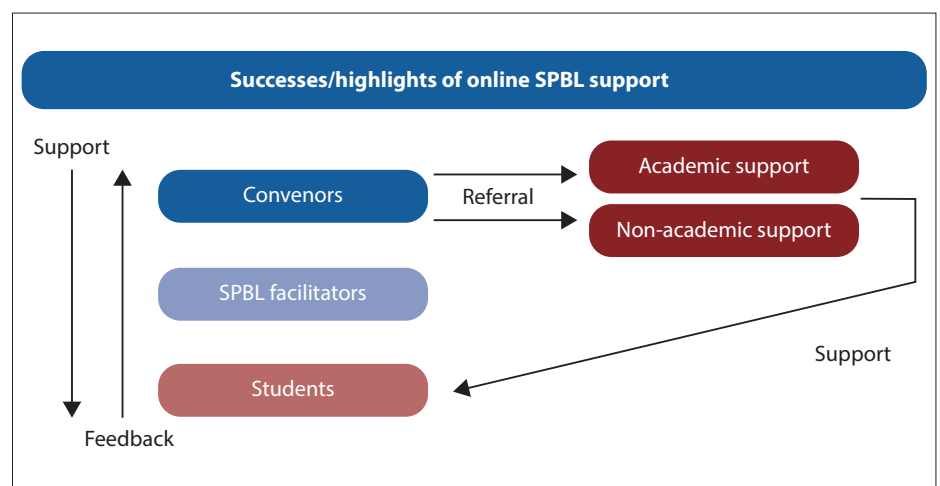 Successes/highlights of online SPBL support
Support
Academic support
Convenors
Referral
Non-academic support
SPBL facilitators
Support
Students
Feedback